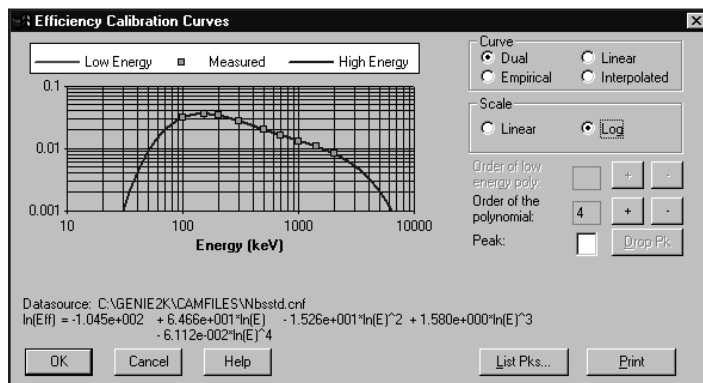 Efficiency Calibration Curves
Low Energy Measured High Energy
0.1
0.01
0.001
10 100 1000 10000
Energy (keV)
Curve
Dual Linear
Empirical Interpolated
Scale
Linear Log
Order of low
energy poly: + -
Order of the
polynomial: 4 + -
Peak: Drop Pk
Datasource: C:\GENIE2K\CAMFILES\Nbsstd.cnf
ln(Eff) = -1.045e+002 + 6.466e+001*ln(E) - 1.526e+001*ln(E)^2 + 1.580e+000*ln(E)^3
- 6.112e-002*ln(E)^4
OK Cancel Help List Pks... Print